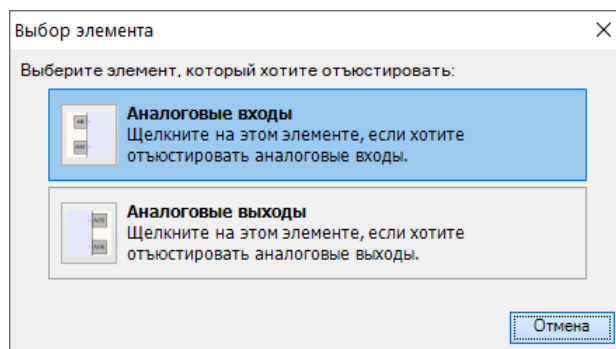 Выбор элемента
Выберите элемент, который хотите отъюстировать:
Аналоговые входы
Щелкните на этом элементе, если хотите
отъюстировать аналоговые входы.
Аналоговые выходы
Щелкните на этом элементе, если хотите
отъюстировать аналоговые выходы.
Отмена